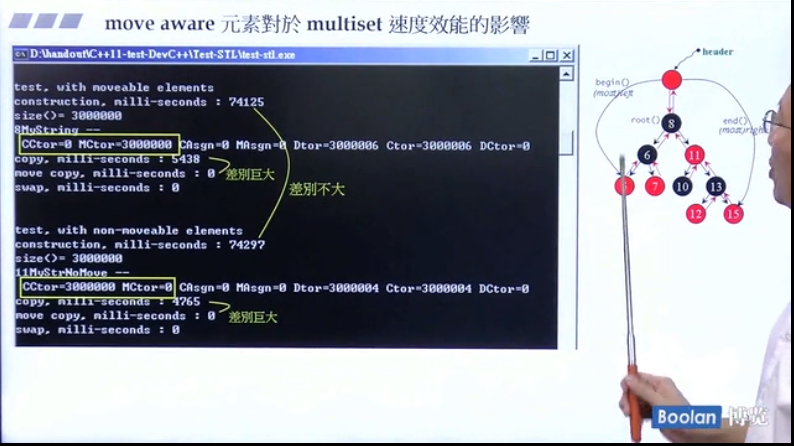 move aware 元素對於 multiset 速度效能的影響
D:\handout\C++11-test-DevC++\Test-STL\test-stl.exe
test, with moveable elements
construction, milli-seconds : 74125
size()= 3000000
8MyString --
CCtor=0 MCtor=3000000 CAsgn=0 MAsgn=0 Dtor=3000006 Ctor=3000006 DCtor=0
copy, milli-seconds : 5438
move copy, milli-seconds : 0
差別巨大
swap, milli-seconds : 0
差別不大
test, with non-moveable elements
construction, milli-seconds : 74297
size()= 3000000
11MyStrNoMove --
CCtor=3000000 MCtor=0 CAsgn=0 MAsgn=0 Dtor=3000004 Ctor=3000004 DCtor=0
copy, milli-seconds : 4765
move copy, milli-seconds : 0
差別巨大
swap, milli-seconds : 0
header
begin()
(most)left
root()
8
end()
(most)right
6
11
7
10
13
12
15
Boolan 博览